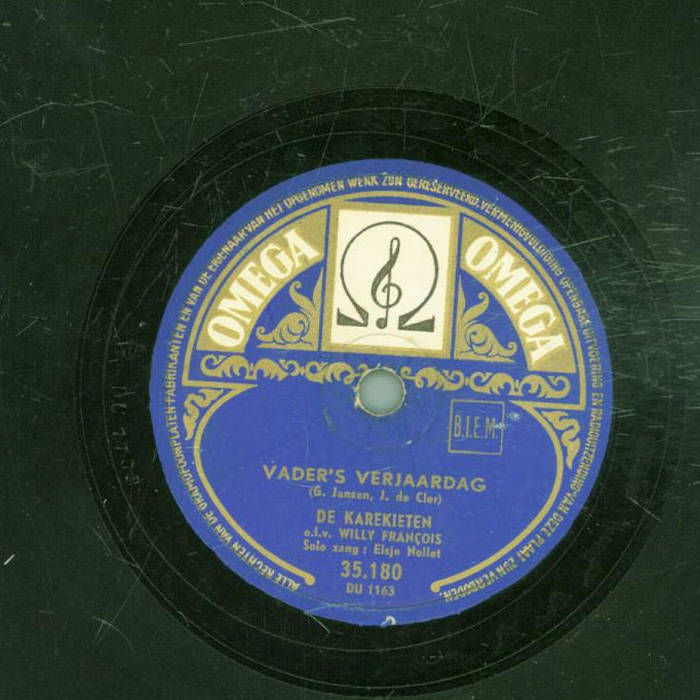 ALLE RECHTEN VAN DE GRAMOFOONPLATEN-FABRIKANTEN EN VAN DE EIGENAAR VAN HET OPGENOMEN WERK ZIJN GERESERVEERD. VERMENIGVULDIGING OPENBARE UITVOERING EN RADIOUITZENDING VAN DEZE PLAAT ZIJN VERBODEN.
OMEGA
OMEGA
B.I.E.M.
VADER'S VERJAARDAG
(G. Jansen, J. de Cler)
DE KAREKIETEN
o.l.v. WILLY FRANÇOIS
Solo zang : Elsje Nollet
35.180
DU 1163